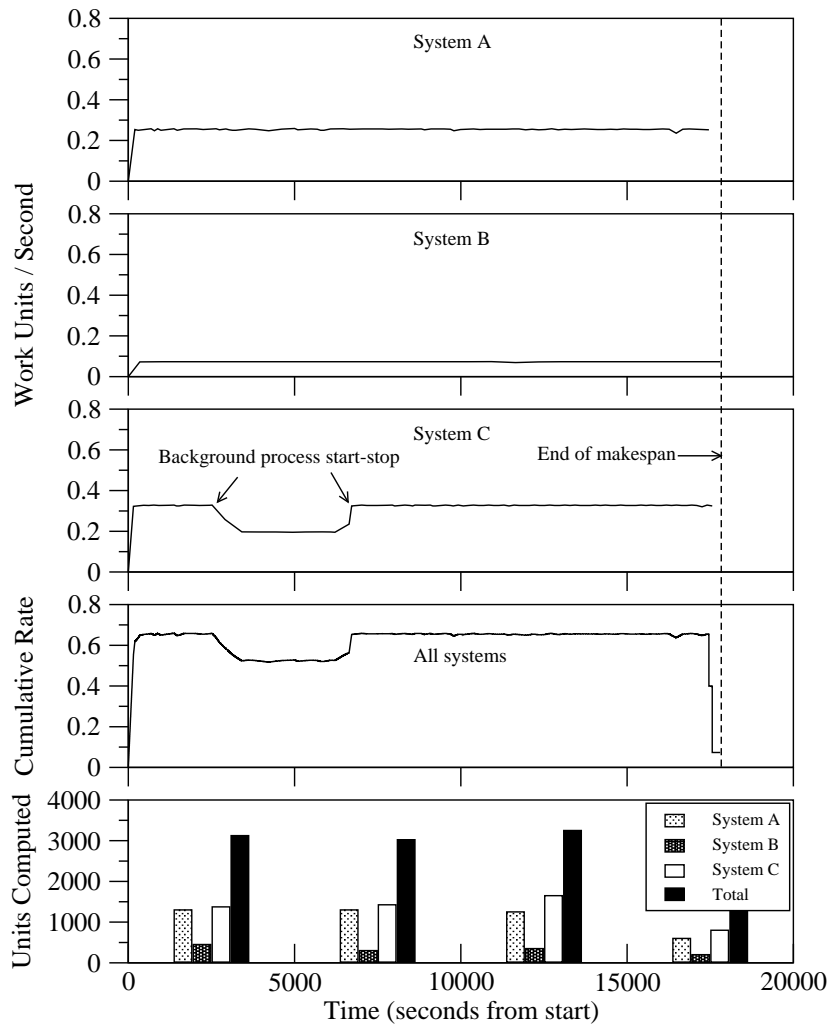 0.8
System A
0.6
0.4
0.2
0
0.8
System B
0.6
0.4
0.2
0
Work Units / Second
0.8
System C
0.6
Background process start-stop
End of makespan
0.4
0.2
0
0.6
All systems
0.4
0.2
0
Cumulative Rate
4000
3000
2000
1000
0
Units Computed
System A
System B
System C
Total
0 5000 10000 15000 20000
Time (seconds from start)